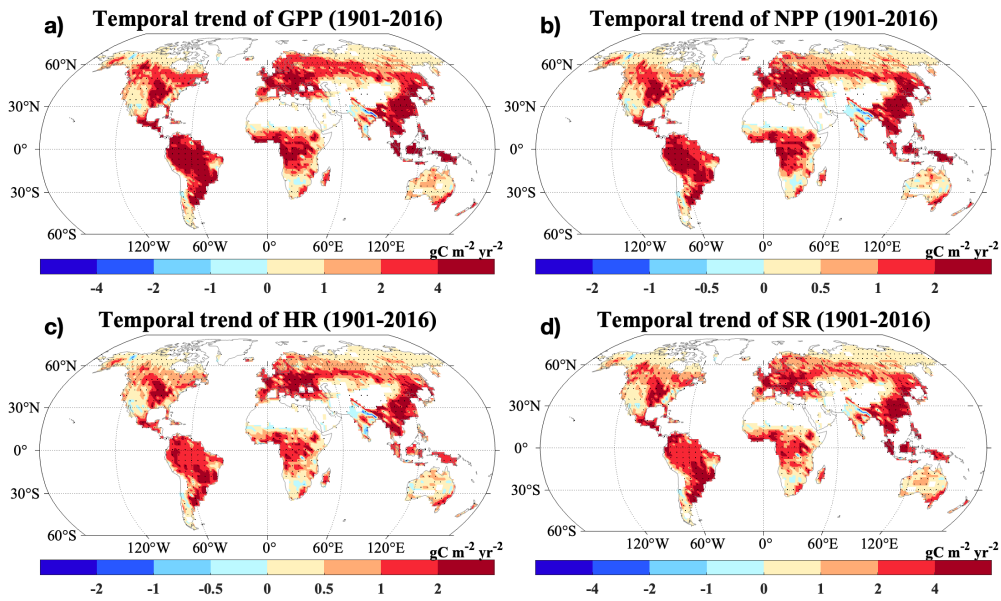 a) Temporal trend of GPP (1901-2016)
60°N
30°N
0°
30°S
60°S
120°W 60°W 0° 60°E 120°E
gC m⁻² yr⁻²
-4 -2 -1 0 1 2 4
b) Temporal trend of NPP (1901-2016)
60°N
30°N
0°
30°S
60°S
120°W 60°W 0° 60°E 120°E
gC m⁻² yr⁻²
-2 -1 -0.5 0 0.5 1 2
c) Temporal trend of HR (1901-2016)
60°N
30°N
0°
30°S
60°S
120°W 60°W 0° 60°E 120°E
gC m⁻² yr⁻²
-2 -1 -0.5 0 0.5 1 2
d) Temporal trend of SR (1901-2016)
60°N
30°N
0°
30°S
60°S
120°W 60°W 0° 60°E 120°E
gC m⁻² yr⁻²
-4 -2 -1 0 1 2 4